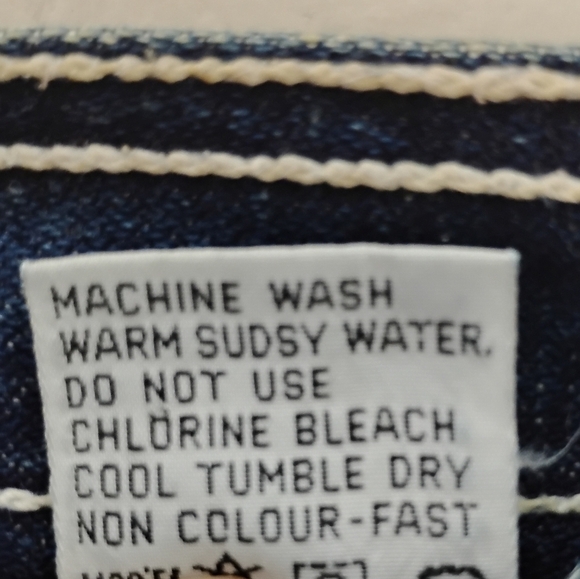 MACHINE WASH
WARM SUDSY WATER.
DO NOT USE
CHLORINE BLEACH
COOL TUMBLE DRY
NON COLOUR-FAST